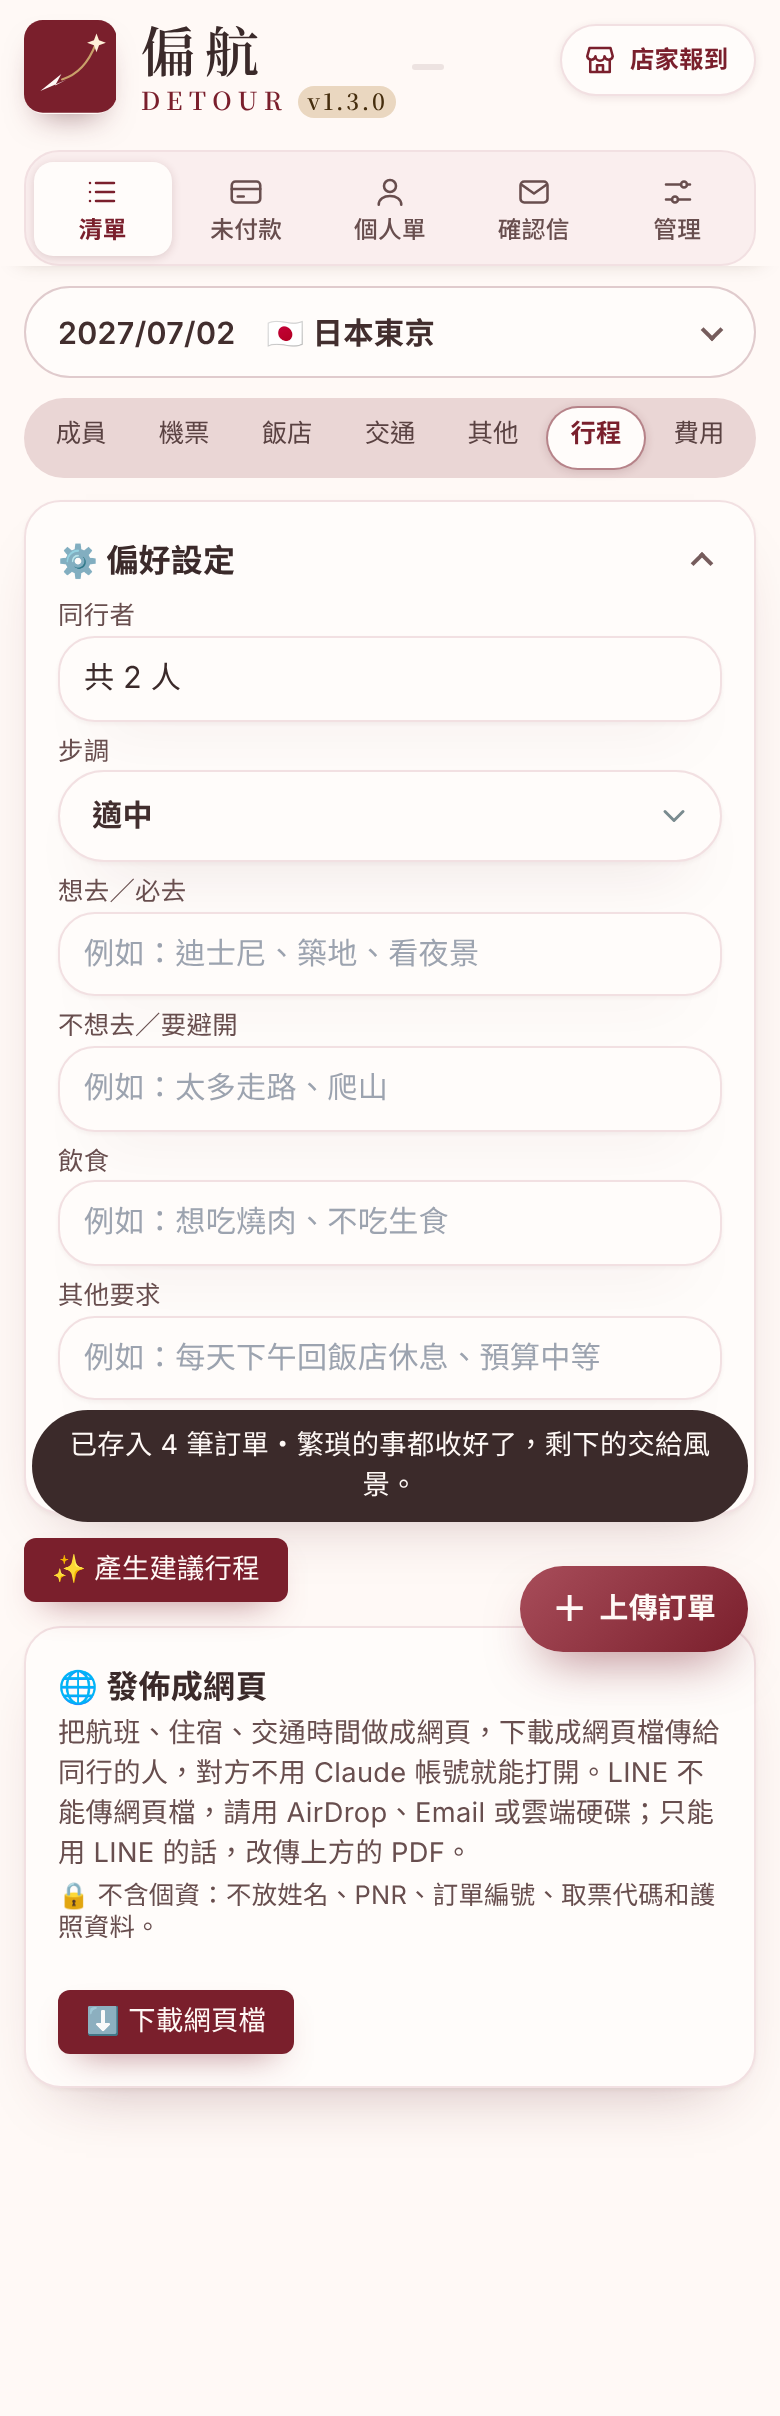 偏航
DETOUR v1.3.0
店家報到
清單 未付款 個人單 確認信 管理
2027/07/02 🇯🇵 日本東京
成員 機票 飯店 交通 其他 行程 費用
⚙️ 偏好設定
同行者
共 2 人
步調
適中
想去／必去
例如：迪士尼、築地、看夜景
不想去／要避開
例如：太多走路、爬山
飲食
例如：想吃燒肉、不吃生食
其他要求
例如：每天下午回飯店休息、預算中等
已存入 4 筆訂單・繁瑣的事都收好了，剩下的交給風
景。
✨ 產生建議行程
＋ 上傳訂單
🌐 發佈成網頁
把航班、住宿、交通時間做成網頁，下載成網頁檔傳給
同行的人，對方不用 Claude 帳號就能打開。LINE 不
能傳網頁檔，請用 AirDrop、Email 或雲端硬碟；只能
用 LINE 的話，改傳上方的 PDF。
🔒 不含個資：不放姓名、PNR、訂單編號、取票代碼和護
照資料。
⬇️ 下載網頁檔